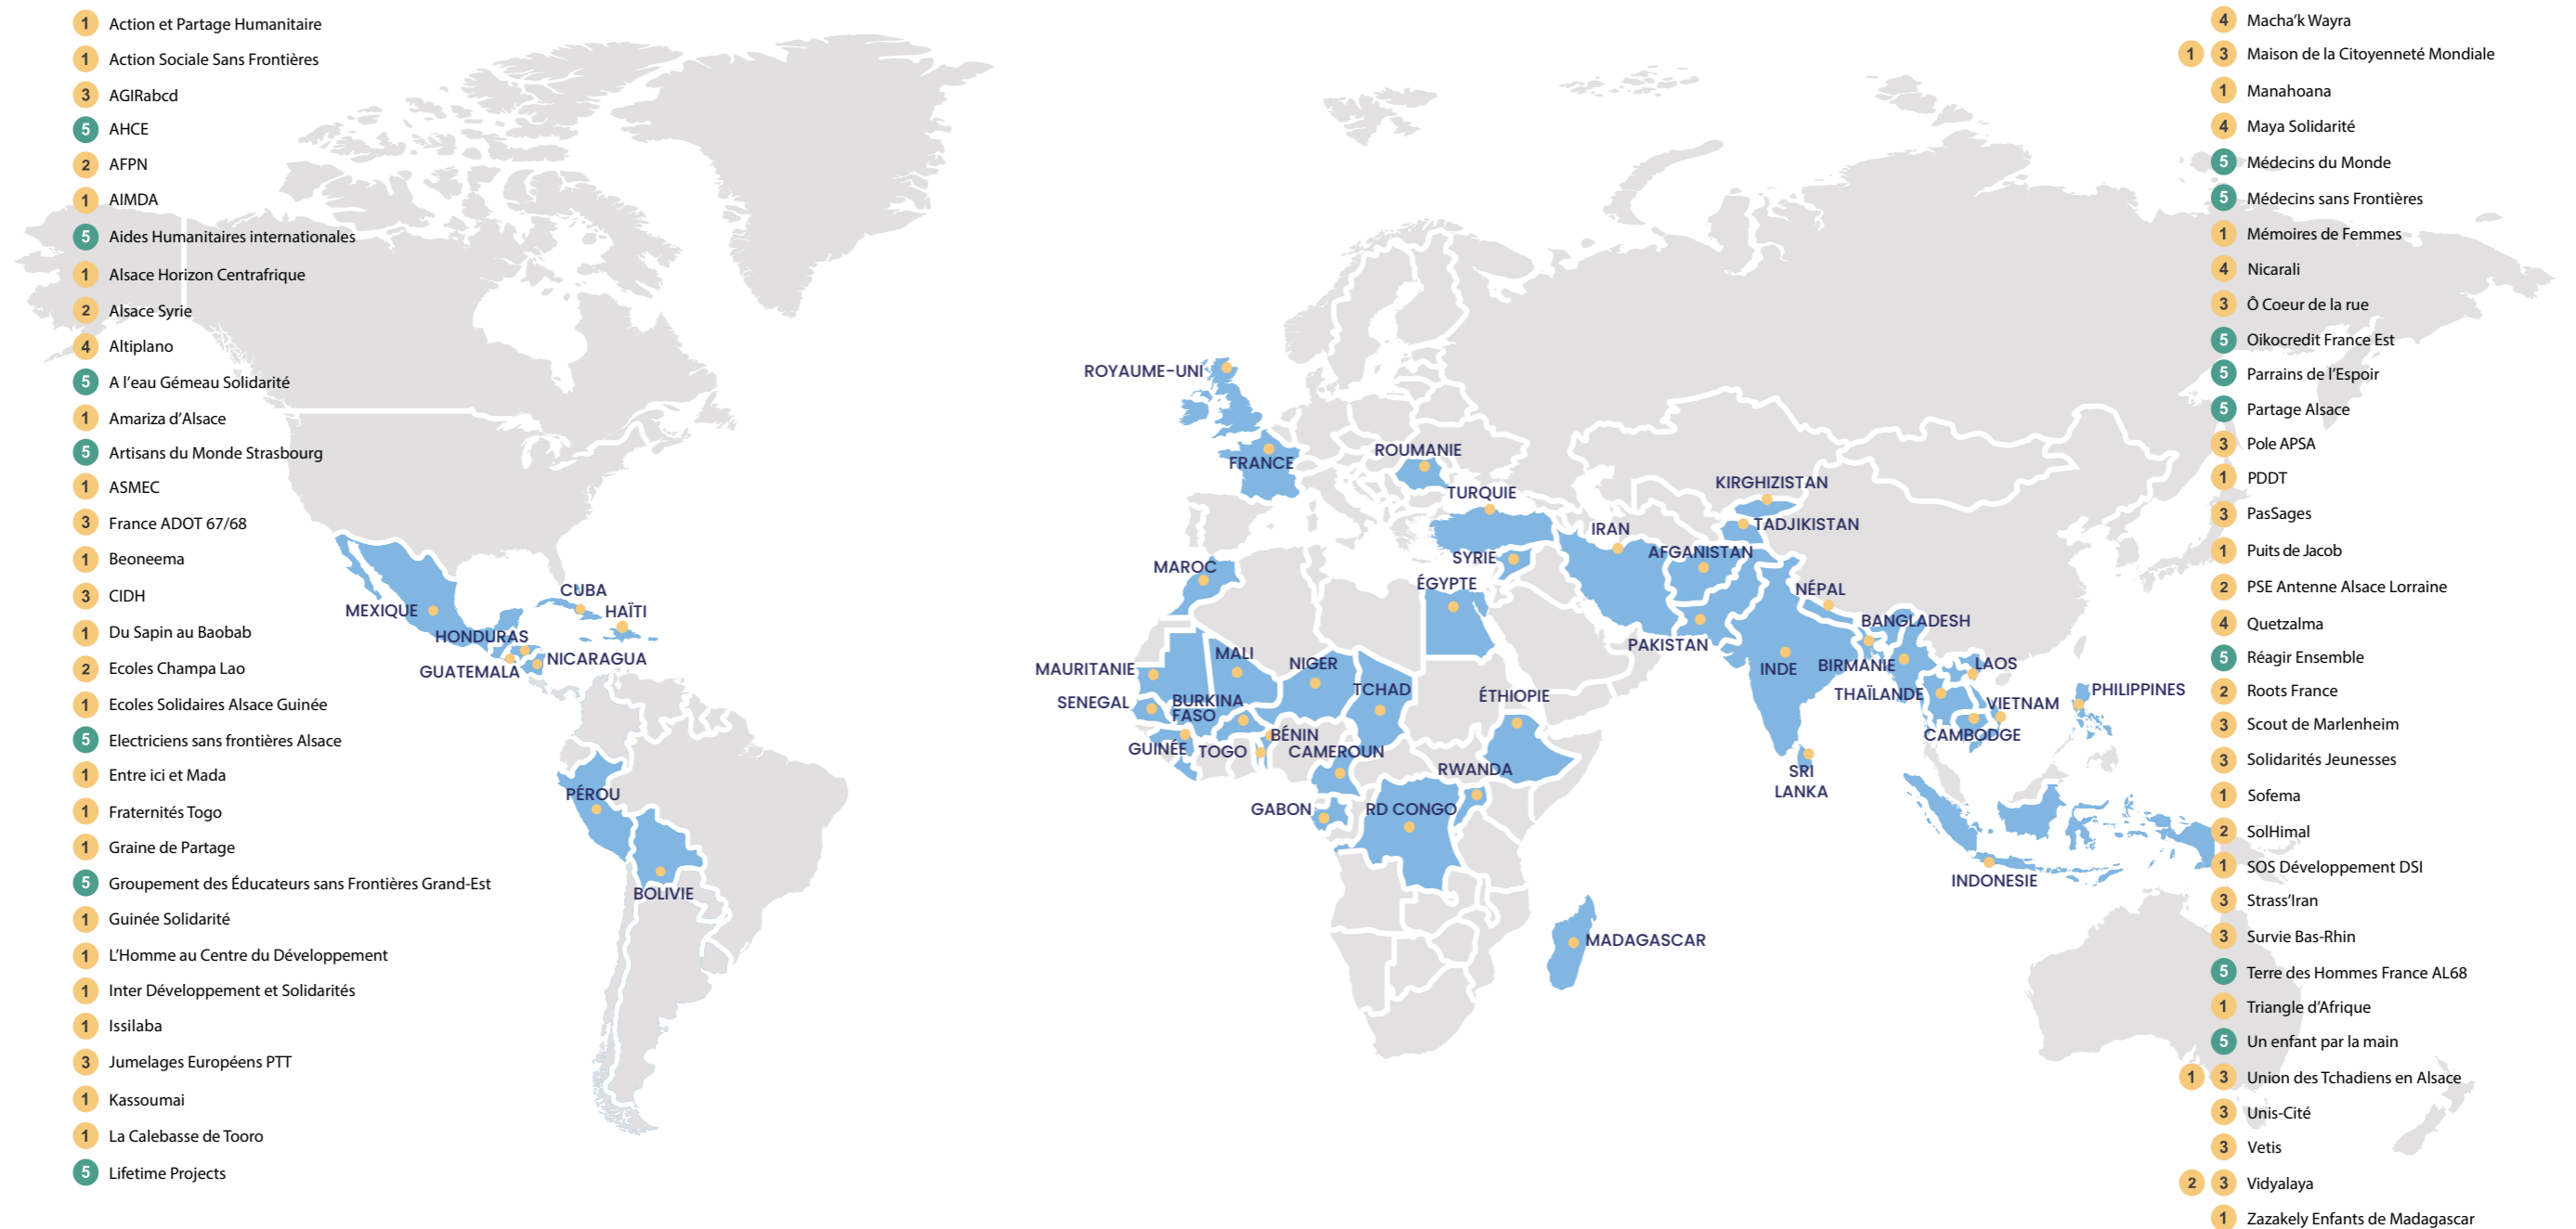 1 Action et Partage Humanitaire
1 Action Sociale Sans Frontières
3 AGIRabcd
5 AHCE
2 AFPN
1 AIMDA
5 Aides Humanitaires internationales
1 Alsace Horizon Centrafrique
2 Alsace Syrie
4 Altiplano
5 A l'eau Gémeau Solidarité
1 Amariza d'Alsace
5 Artisans du Monde Strasbourg
1 ASMEC
3 France ADOT 67/68
1 Beoneema
3 CIDH
1 Du Sapin au Baobab
2 Ecoles Champa Lao
1 Ecoles Solidaires Alsace Guinée
5 Electriciens sans frontières Alsace
1 Entre ici et Mada
1 Fraternités Togo
1 Graine de Partage
5 Groupement des Éducateurs sans Frontières Grand-Est
1 Guinée Solidarité
1 L'Homme au Centre du Développement
1 Inter Développement et Solidarités
1 Issilaba
3 Jumelages Européens PTT
1 Kassoumai
1 La Calebasse de Tooro
5 Lifetime Projects
MEXIQUE
CUBA
HAÏTI
HONDURAS
NICARAGUA
GUATEMALA
PÉROU
BOLIVIE
ROYAUME-UNI
FRANCE
ROUMANIE
TURQUIE
SYRIE
IRAN
KIRGHIZISTAN
TADJIKISTAN
AFGANISTAN
MAROC
ÉGYPTE
NÉPAL
BANGLADESH
PAKISTAN
INDE
BIRMANIE
LAOS
THAÏLANDE
VIETNAM
PHILIPPINES
CAMBODGE
SRI
LANKA
INDONESIE
MAURITANIE
MALI
NIGER
TCHAD
SENEGAL
BURKINA
FASO
ÉTHIOPIE
GUINÉE
TOGO
BÉNIN
CAMEROUN
RWANDA
GABON
RD CONGO
MADAGASCAR
4 Macha'k Wayra
1 3 Maison de la Citoyenneté Mondiale
1 Manahoana
4 Maya Solidarité
5 Médecins du Monde
5 Médecins sans Frontières
1 Mémoires de Femmes
4 Nicarali
3 Ô Coeur de la rue
5 Oikocredit France Est
5 Parrains de l'Espoir
5 Partage Alsace
3 Pole APSA
1 PDDT
3 PasSages
1 Puits de Jacob
2 PSE Antenne Alsace Lorraine
4 Quetzalma
5 Réagir Ensemble
2 Roots France
3 Scout de Marlenheim
3 Solidarités Jeunesses
1 Sofema
2 SolHimal
1 SOS Développement DSI
3 Strass'Iran
3 Survie Bas-Rhin
5 Terre des Hommes France AL68
1 Triangle d'Afrique
5 Un enfant par la main
1 3 Union des Tchadiens en Alsace
3 Unis-Cité
3 Vetis
2 3 Vidyalaya
1 Zazakely Enfants de Madagascar